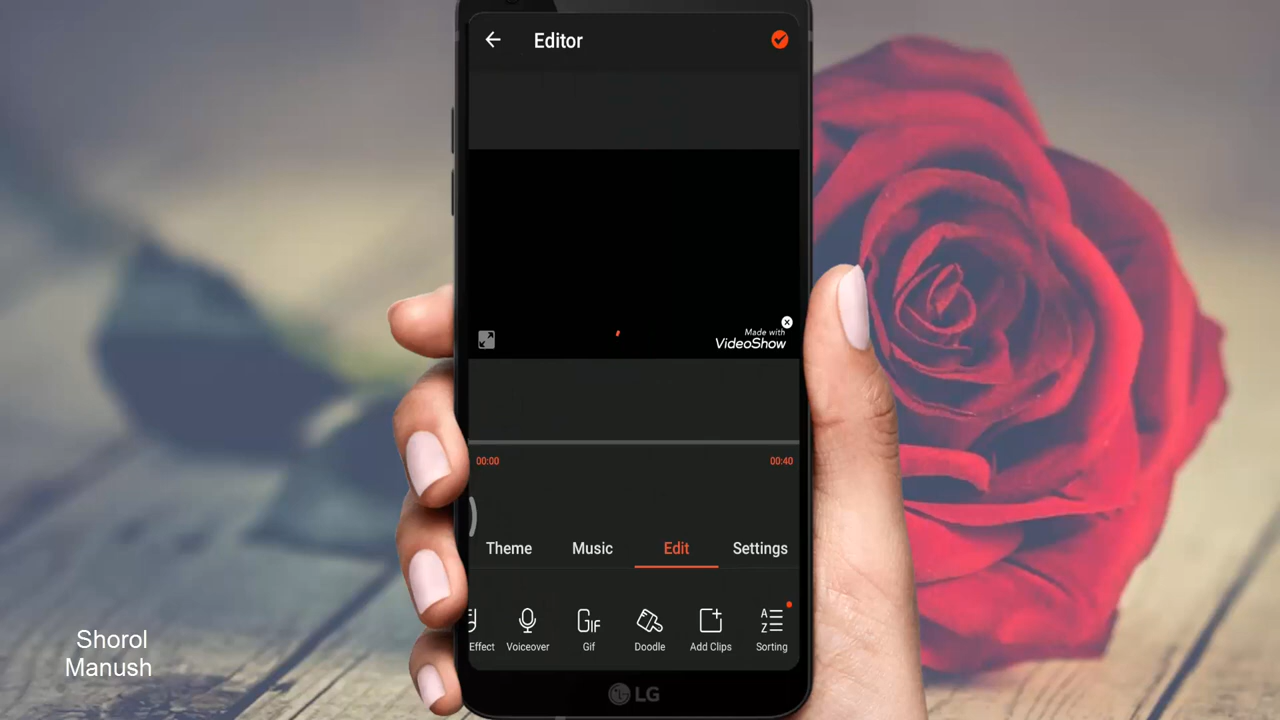 Editor
Made with
VideoShow
00:00 00:40
Theme Music Edit Settings
Effect Voiceover Gif Doodle Add Clips Sorting
LG
Shorol
Manush